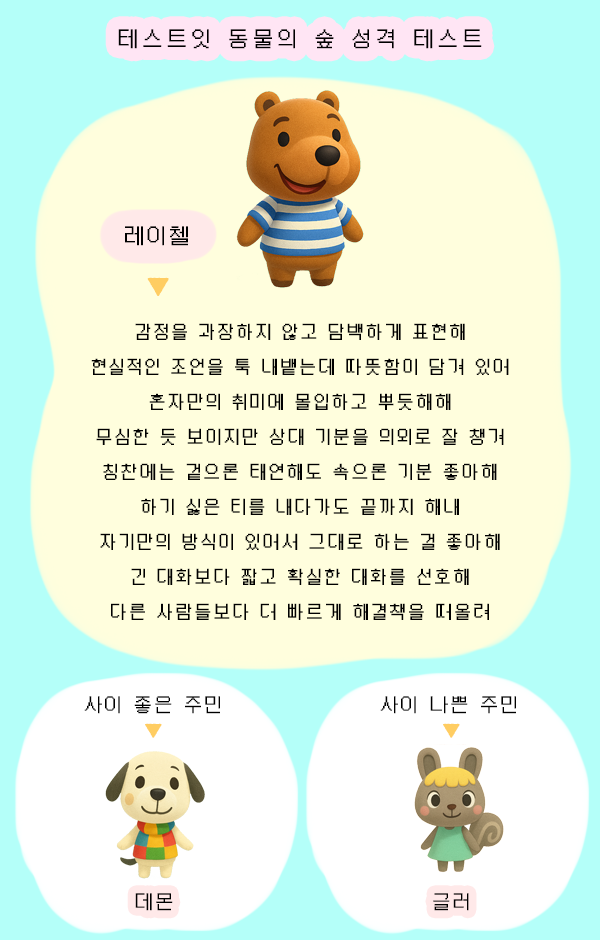 테스트잇 동물의 숲 성격 테스트
레이첼
감정을 과장하지 않고 담백하게 표현해
현실적인 조언을 툭 내뱉는데 따뜻함이 담겨 있어
혼자만의 취미에 몰입하고 뿌듯해해
무심한 듯 보이지만 상대 기분을 의외로 잘 챙겨
칭찬에는 겉으론 태연해도 속으론 기분 좋아해
하기 싫은 티를 내다가도 끝까지 해내
자기만의 방식이 있어서 그대로 하는 걸 좋아해
긴 대화보다 짧고 확실한 대화를 선호해
다른 사람들보다 더 빠르게 해결책을 떠올려
사이 좋은 주민
데몬
사이 나쁜 주민
글러